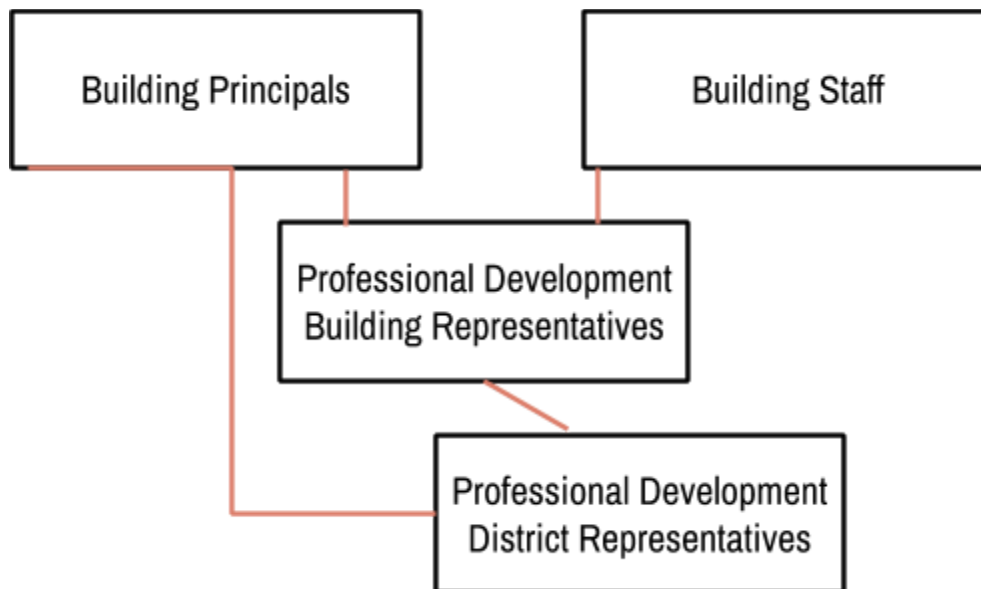 Building Principals
Building Staff
Professional Development
Building Representatives
Professional Development
District Representatives